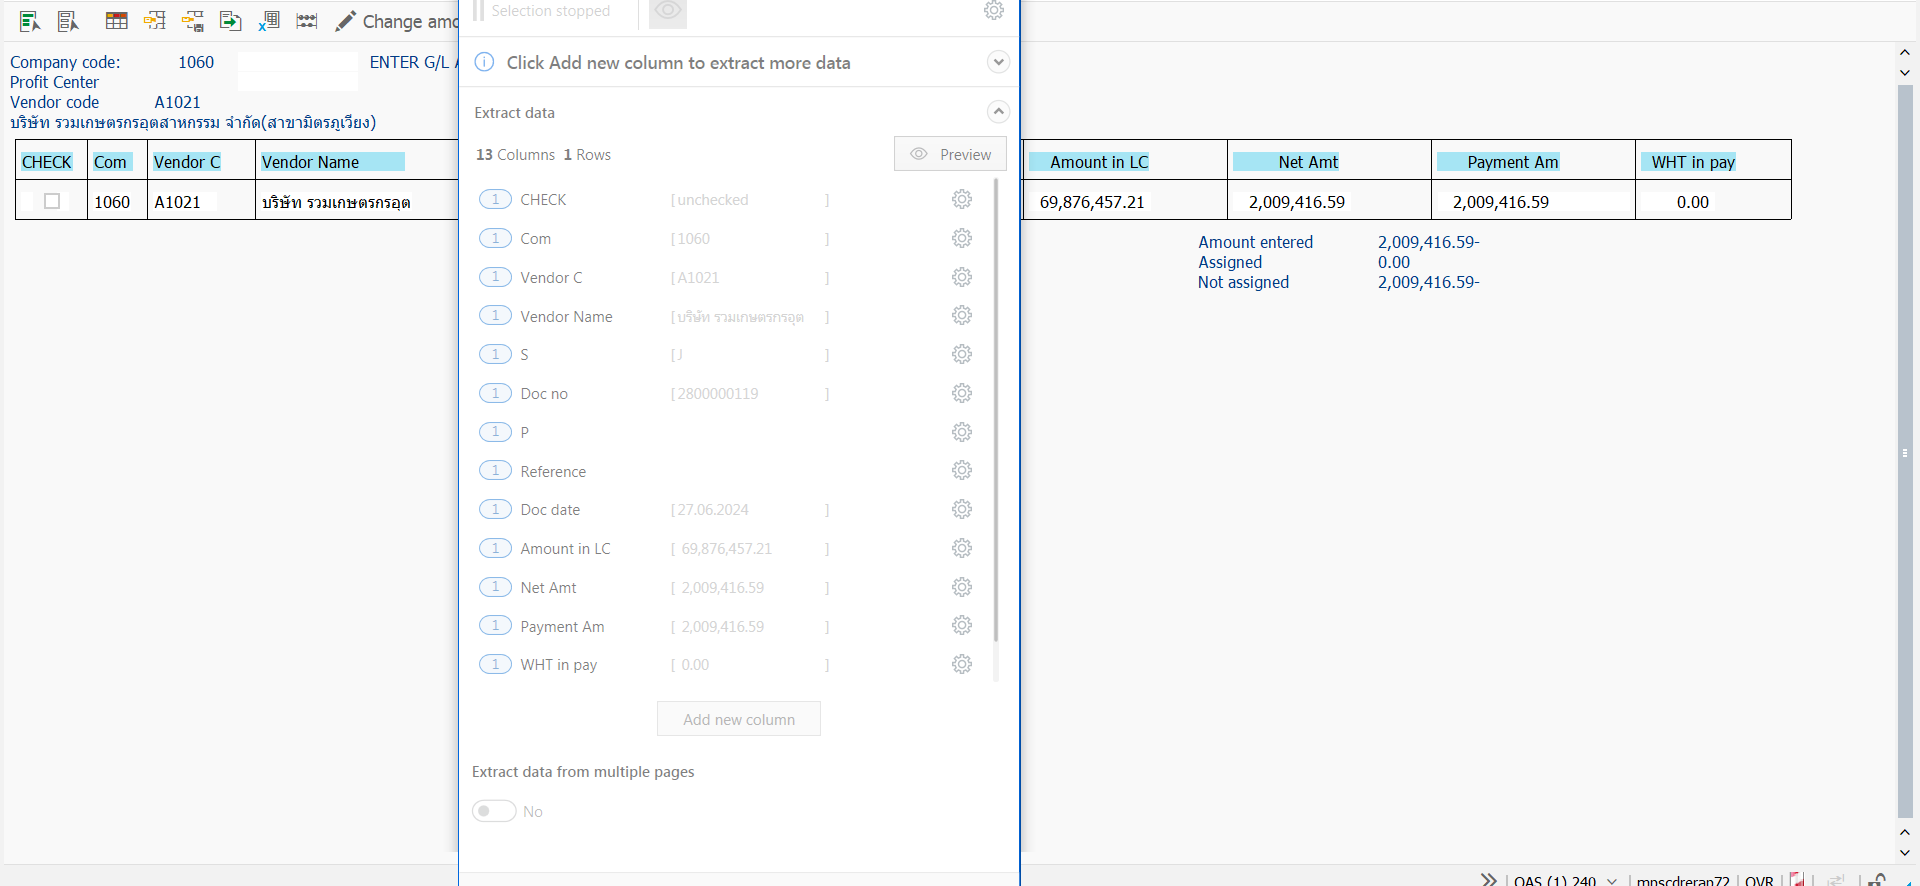 Change amo
Company code: 1060 ENTER G/L A
Profit Center
Vendor code A1021
บริษัท รวมเกษตรกรอุตสาหกรรม จำกัด(สาขามิตรภูเวียง)
CHECK Com Vendor C Vendor Name
1060 A1021 บริษัท รวมเกษตรกรอุต
Selection stopped
Click Add new column to extract more data
Extract data
13 Columns 1 Rows Preview
1 CHECK [unchecked ]
1 Com [1060 ]
1 Vendor C [A1021 ]
1 Vendor Name [บริษัท รวมเกษตรกรอุต ]
1 S [J ]
1 Doc no [2800000119 ]
1 P
1 Reference
1 Doc date [27.06.2024 ]
1 Amount in LC [ 69,876,457.21 ]
1 Net Amt [ 2,009,416.59 ]
1 Payment Am [ 2,009,416.59 ]
1 WHT in pay [ 0.00 ]
Add new column
Extract data from multiple pages
No
Amount in LC Net Amt Payment Am WHT in pay
69,876,457.21 2,009,416.59 2,009,416.59 0.00
Amount entered 2,009,416.59-
Assigned 0.00
Not assigned 2,009,416.59-
QAS (1) 240 mpscdrerap72 OVR